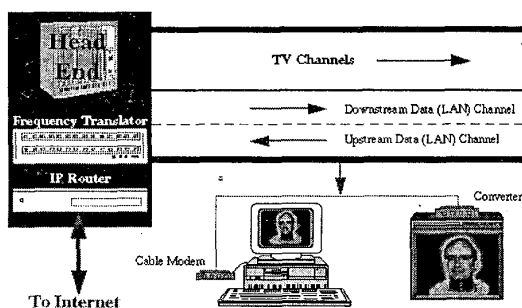 Head
End
TV Channels
Downstream Data (LAN) Channel
Frequency Translator
Upstream Data (LAN) Channel
IP Router
Converter
Cable Modem
To Internet